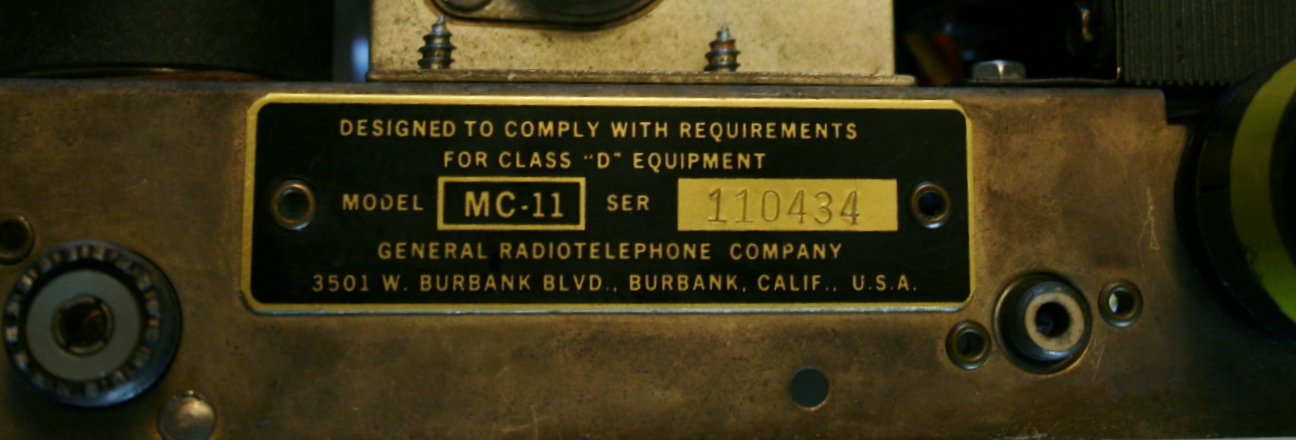 DESIGNED TO COMPLY WITH REQUIREMENTS
FOR CLASS "D" EQUIPMENT
MODEL MC-11 SER 110434
GENERAL RADIOTELEPHONE COMPANY
3501 W. BURBANK BLVD., BURBANK, CALIF., U.S.A.